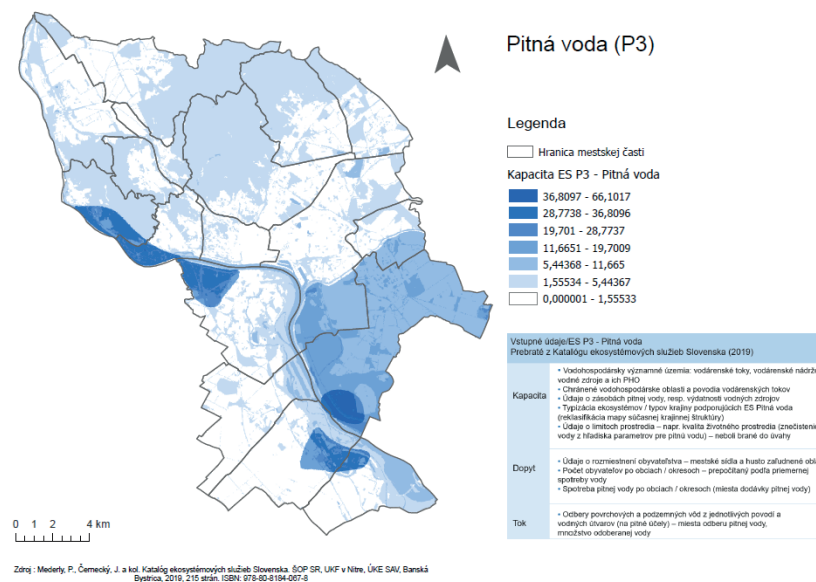 Pitná voda (P3)
Legenda
Hranica mestskej časti
Kapacita ES P3 - Pitná voda
36,8097 - 66,1017
28,7738 - 36,8096
19,701 - 28,7737
11,6651 - 19,7009
5,44368 - 11,665
1,55534 - 5,44367
0,000001 - 1,55533
Vstupné údaje/ES P3 - Pitná voda
Prebraté z Katalógu ekosystémových služieb Slovenska (2019)
Kapacita
• Vodohospodársky významné územia: vodárenské toky, vodárenské nádrže
vodné zdroje a ich PHO
• Chránené vodohospodárske oblasti a povodia vodárenských tokov
• Údaje o zásobách pitnej vody, resp. výdatnosti vodných zdrojov
• Typizácia ekosystémov / typov krajiny podporujúcich ES Pitná voda
(reklasifikácia mapy súčasnej krajinnej štruktúry)
• Údaje o limitoch prostredia – napr. kvalita životného prostredia (znečistenie
vody z hľadiska parametrov pre pitnú vodu) – neboli brané do úvahy
Dopyt
• Údaje o rozmiestnení obyvateľstva – mestské sídla a husto zaľudnené obl
• Počet obyvateľov po obciach / okresoch – prepočítaný podľa priemernej
spotreby vody
• Spotreba pitnej vody po obciach / okresoch (miesta dodávky pitnej vody)
Tok
• Odbery povrchových a podzemných vôd z jednotlivých povodí a
vodných útvarov (na pitné účely) – miesta odberu pitnej vody,
množstvo odoberanej vody
0 1 2 4 km
Zdroj : Mederly, P., Černecký, J. a kol. Katalóg ekosystémových služieb Slovenska. ŠOP SR, UKF v Nitre, ÚKE SAV, Banská
Bystrica, 2019, 215 strán. ISBN: 978-80-8184-067-8